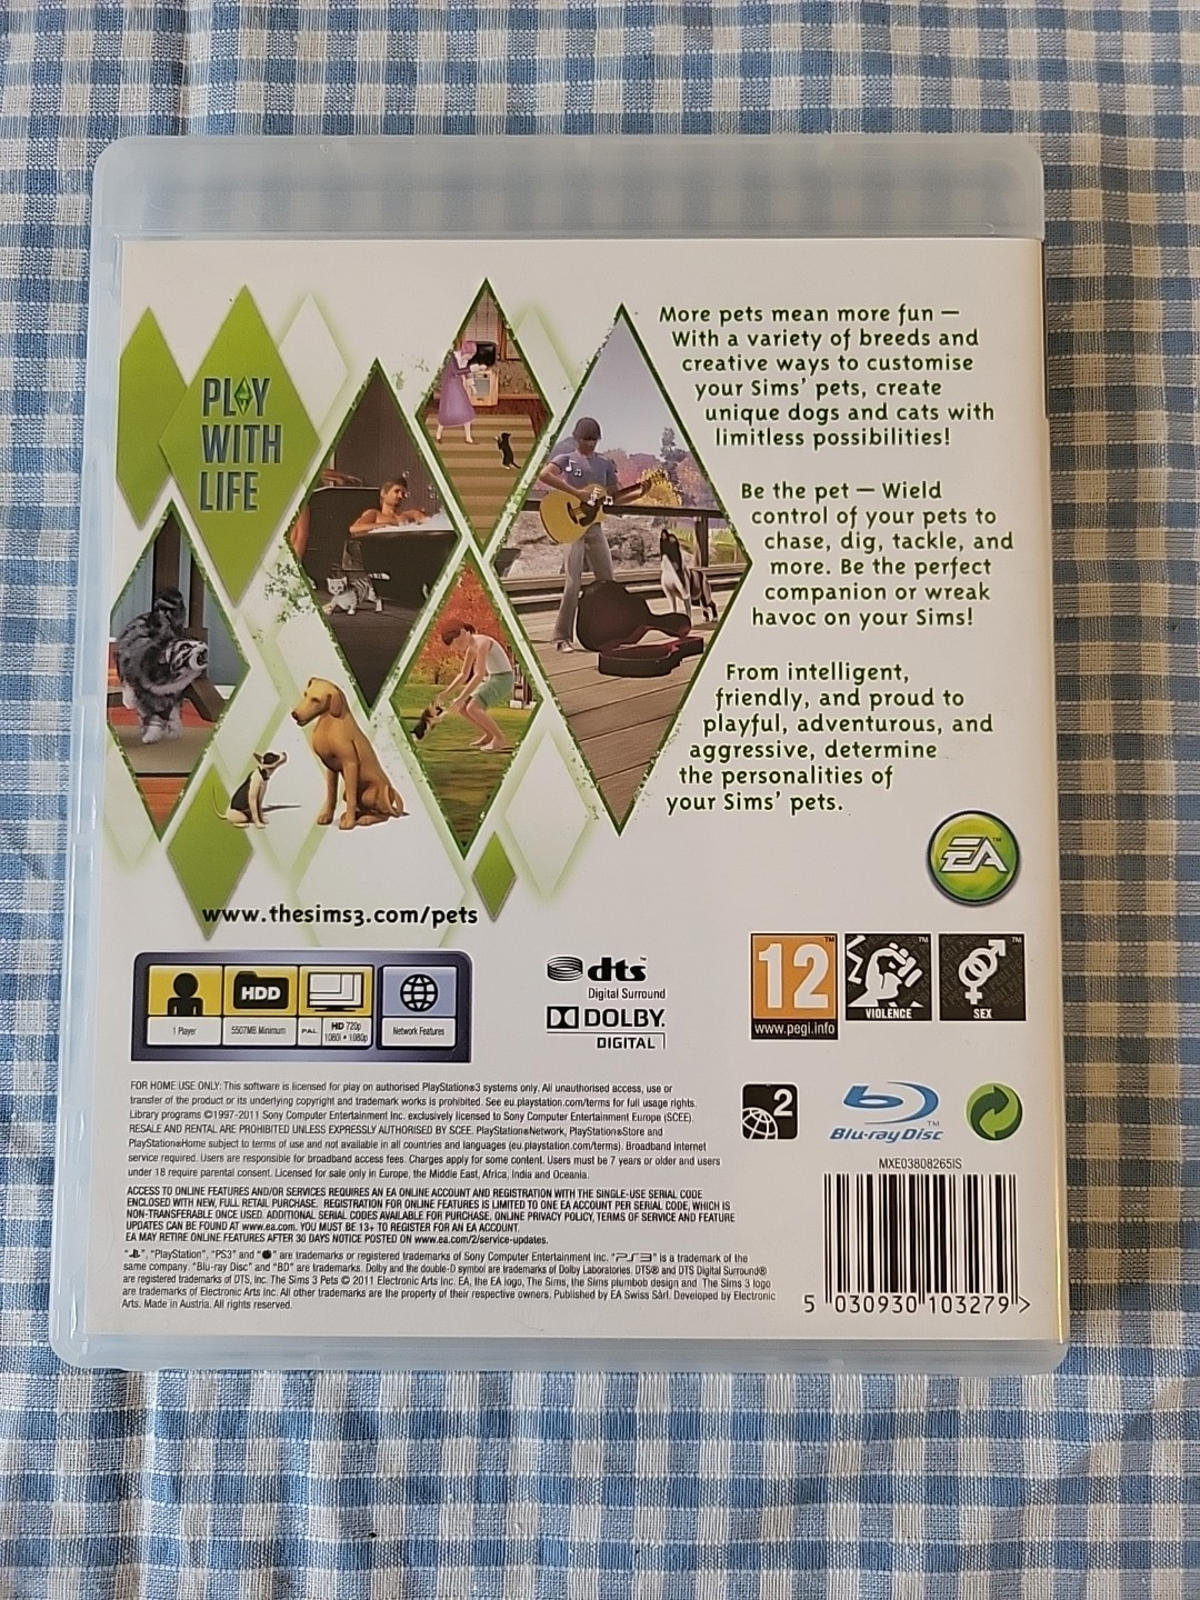 PLAY
WITH
LIFE
More pets mean more fun —
With a variety of breeds and
creative ways to customise
your Sims' pets, create
unique dogs and cats with
limitless possibilities!
Be the pet — Wield
control of your pets to
chase, dig, tackle, and
more. Be the perfect
companion or wreak
havoc on your Sims!
From intelligent,
friendly, and proud to
playful, adventurous, and
aggressive, determine
the personalities of
your Sims' pets.
EA™
www.thesims3.com/pets
HDD
1 Player
5507MB Minimum
PAL
HD 720p
1080i • 1080p
Network Features
dts™
Digital Surround
DOLBY.
DIGITAL
12™
www.pegi.info
VIOLENCE
SEX
2
Blu-ray Disc™
FOR HOME USE ONLY: This software is licensed for play on authorised PlayStation®3 systems only. All unauthorised access, use or
transfer of the product or its underlying copyright and trademark works is prohibited. See eu.playstation.com/terms for full usage rights.
Library programs ©1997-2011 Sony Computer Entertainment Inc. exclusively licensed to Sony Computer Entertainment Europe (SCEE).
RESALE AND RENTAL ARE PROHIBITED UNLESS EXPRESSLY AUTHORISED BY SCEE. PlayStation®Network, PlayStation®Store and
PlayStation®Home subject to terms of use and not available in all countries and languages (eu.playstation.com/terms). Broadband internet
service required. Users are responsible for broadband access fees. Charges apply for some content. Users must be 7 years or older and users
under 18 require parental consent. Licensed for sale only in Europe, the Middle East, Africa, India and Oceania.
ACCESS TO ONLINE FEATURES AND/OR SERVICES REQUIRES AN EA ONLINE ACCOUNT AND REGISTRATION WITH THE SINGLE-USE SERIAL CODE
ENCLOSED WITH NEW, FULL RETAIL PURCHASE. REGISTRATION FOR ONLINE FEATURES IS LIMITED TO ONE EA ACCOUNT PER SERIAL CODE, WHICH IS
NON-TRANSFERABLE ONCE USED. ADDITIONAL SERIAL CODES AVAILABLE FOR PURCHASE. ONLINE PRIVACY POLICY, TERMS OF SERVICE AND FEATURE
UPDATES CAN BE FOUND AT www.ea.com. YOU MUST BE 13+ TO REGISTER FOR AN EA ACCOUNT.
EA MAY RETIRE ONLINE FEATURES AFTER 30 DAYS NOTICE POSTED ON www.ea.com/2/service-updates.
"", "PlayStation", "PS3" and "" are trademarks or registered trademarks of Sony Computer Entertainment Inc. "PS3" is a trademark of the
same company. "Blu-ray Disc" and "BD" are trademarks. Dolby and the double-D symbol are trademarks of Dolby Laboratories. DTS® and DTS Digital Surround®
are registered trademarks of DTS, Inc. The Sims 3 Pets © 2011 Electronic Arts Inc. EA, the EA logo, The Sims, the Sims plumbob design and The Sims 3 logo
are trademarks of Electronic Arts Inc. All other trademarks are the property of their respective owners. Published by EA Swiss Sàrl. Developed by Electronic
Arts. Made in Austria. All rights reserved.
MXE03808265IS
5 030930 103279 >